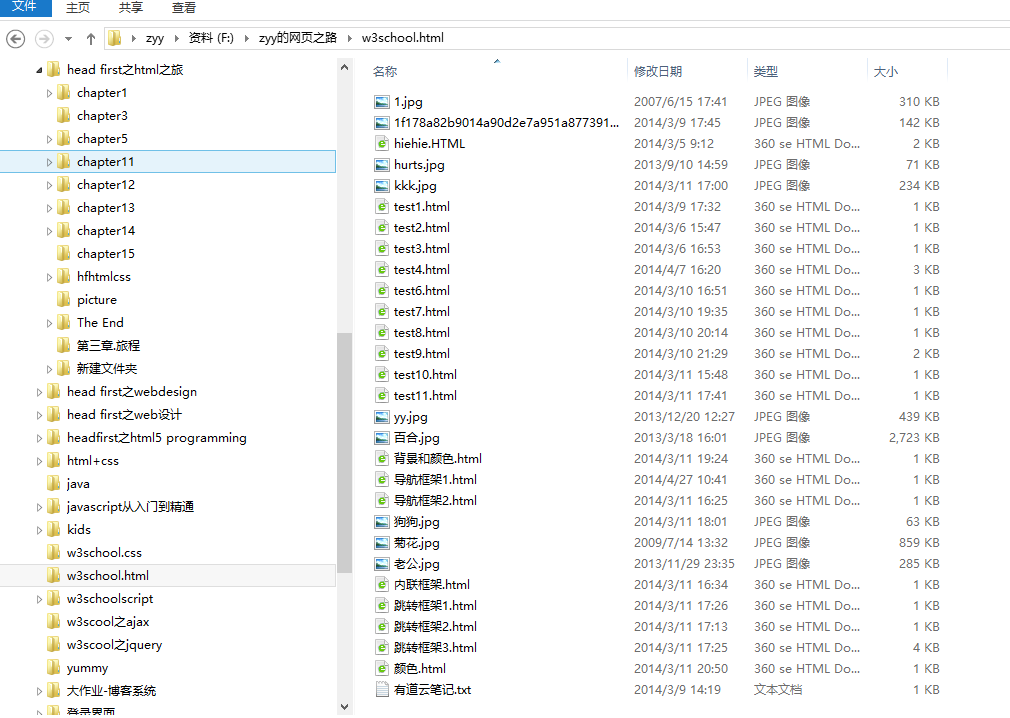 文件 主页 共享 查看
zyy 资料 (F:) zyy的网页之路 w3school.html
head first之html之旅
chapter1
chapter3
chapter5
chapter11
chapter12
chapter13
chapter14
chapter15
hfhtmlcss
picture
The End
第三章.旅程
新建文件夹
head first之webdesign
head first之web设计
headfirst之html5 programming
html+css
java
javascript从入门到精通
kids
w3school.css
w3school.html
w3schoolscript
w3scool之ajax
w3scool之jquery
yummy
大作业-博客系统
登录界面
名称 修改日期 类型 大小
1.jpg 2007/6/15 17:41 JPEG 图像 310 KB
1f178a82b9014a90d2e7a951a877391... 2014/3/9 17:45 JPEG 图像 142 KB
hiehie.HTML 2014/3/5 9:12 360 se HTML Do... 2 KB
hurts.jpg 2013/9/10 14:59 JPEG 图像 71 KB
kkk.jpg 2014/3/11 17:00 JPEG 图像 234 KB
test1.html 2014/3/9 17:32 360 se HTML Do... 1 KB
test2.html 2014/3/6 15:47 360 se HTML Do... 1 KB
test3.html 2014/3/6 16:53 360 se HTML Do... 1 KB
test4.html 2014/4/7 16:20 360 se HTML Do... 3 KB
test6.html 2014/3/10 16:51 360 se HTML Do... 1 KB
test7.html 2014/3/10 19:35 360 se HTML Do... 1 KB
test8.html 2014/3/10 20:14 360 se HTML Do... 1 KB
test9.html 2014/3/10 21:29 360 se HTML Do... 2 KB
test10.html 2014/3/11 15:48 360 se HTML Do... 1 KB
test11.html 2014/3/11 17:41 360 se HTML Do... 1 KB
yy.jpg 2013/12/20 12:27 JPEG 图像 439 KB
百合.jpg 2013/3/18 16:01 JPEG 图像 2,723 KB
背景和颜色.html 2014/3/11 19:24 360 se HTML Do... 1 KB
导航框架1.html 2014/4/27 10:41 360 se HTML Do... 1 KB
导航框架2.html 2014/3/11 16:25 360 se HTML Do... 1 KB
狗狗.jpg 2014/3/11 18:01 JPEG 图像 63 KB
菊花.jpg 2009/7/14 13:32 JPEG 图像 859 KB
老公.jpg 2013/11/29 23:35 JPEG 图像 285 KB
内联框架.html 2014/3/11 16:34 360 se HTML Do... 1 KB
跳转框架1.html 2014/3/11 17:26 360 se HTML Do... 1 KB
跳转框架2.html 2014/3/11 17:13 360 se HTML Do... 1 KB
跳转框架3.html 2014/3/11 17:25 360 se HTML Do... 4 KB
颜色.html 2014/3/11 20:50 360 se HTML Do... 1 KB
有道云笔记.txt 2014/3/9 14:19 文本文档 1 KB